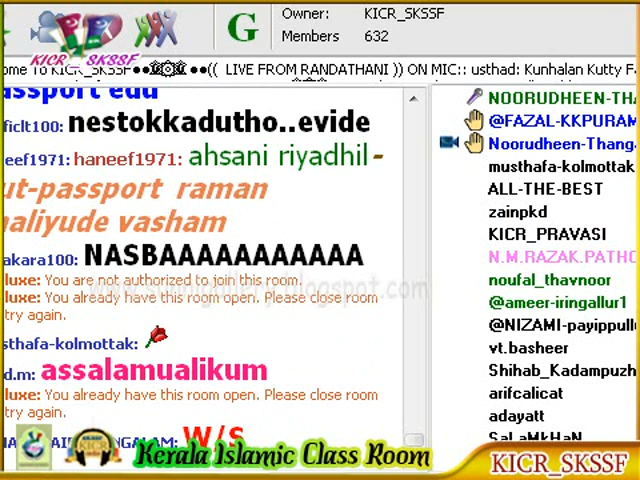 Owner: KICR_SKSSF
G
Members 632
KICR_SKSSF
ome To KICR_SKSSF●●۞●●(( LIVE FROM RANDATHANI )) ON MIC:: usthad: Kunhalan Kutty F
assport edu
ficlt100: nestokkadutho..evide
eef1971: haneef1971: ahsani riyadhil-
ut-passport raman
naliyude vasham
akara100: NASBAAAAAAAAAAA
luxe: You are not authorized to join this room.
luxe: You already have this room open. Please close room
try again.
sthafa-kolmottak:
d.m: assalamualikum
luxe: You already have this room open. Please close room
try again.
W/S
NOORUDHEEN-THA
@FAZAL-KKPURAM
Noorudheen-Thang
musthafa-kolmottak
ALL-THE-BEST
zainpkd
KICR_PRAVASI
N.M.RAZAK.PATHO
noufal_thavnoor
@ameer-iringallur1
@NIZAMI-payippullu
vt.basheer
Shihab_Kadampuzh
arifcalicat
adayatt
SaLaMkHaN
Kerala Islamic Class Room
KICR_SKSSF